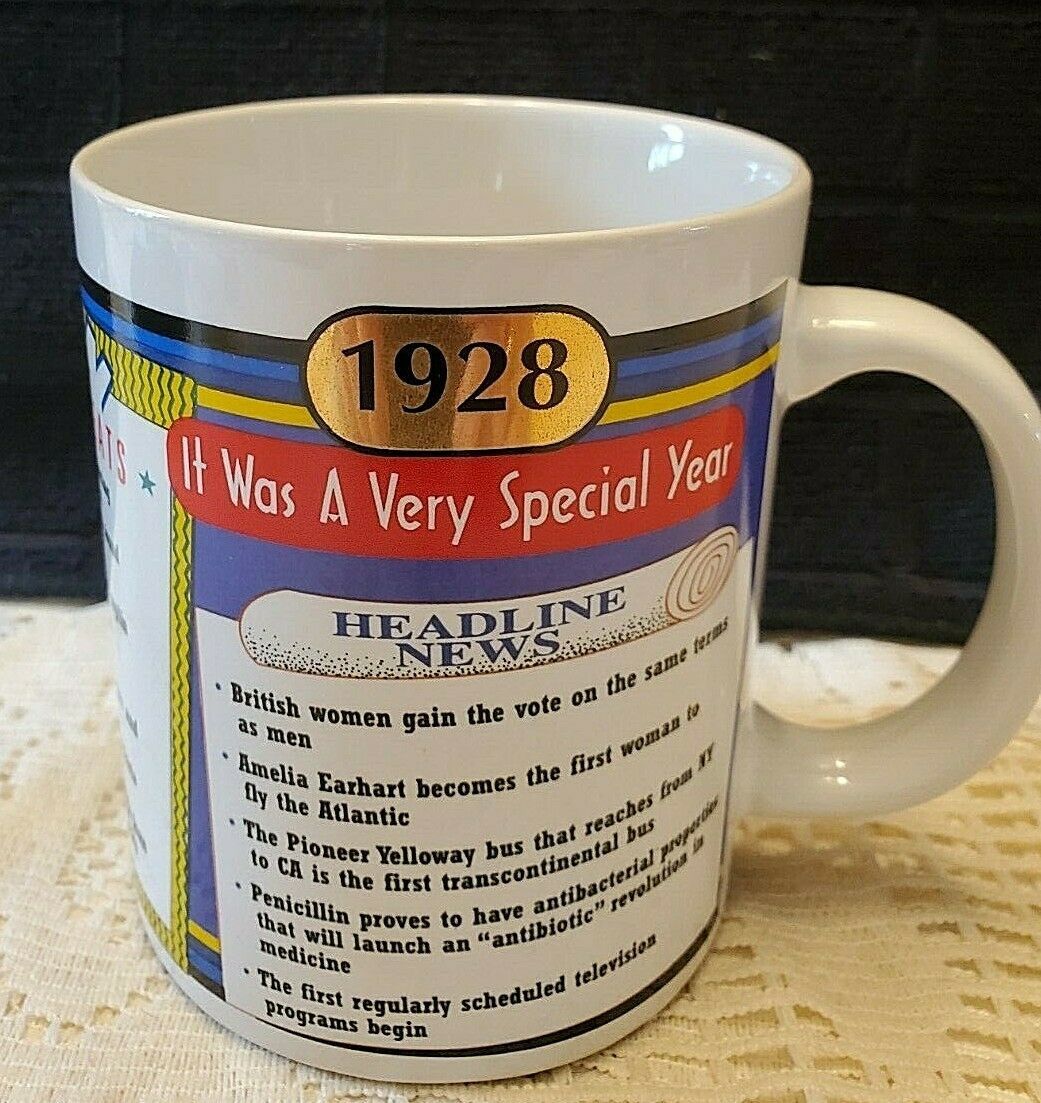 1928
It Was A Very Special Year
HEADLINE
NEWS
• British women gain the vote on the same terms
as men
• Amelia Earhart becomes the first woman to
fly the Atlantic
• The Pioneer Yelloway bus that reaches from NY
to CA is the first transcontinental bus
• Penicillin proves to have antibacterial properties
that will launch an “antibiotic” revolution in
medicine
• The first regularly scheduled television
programs begin